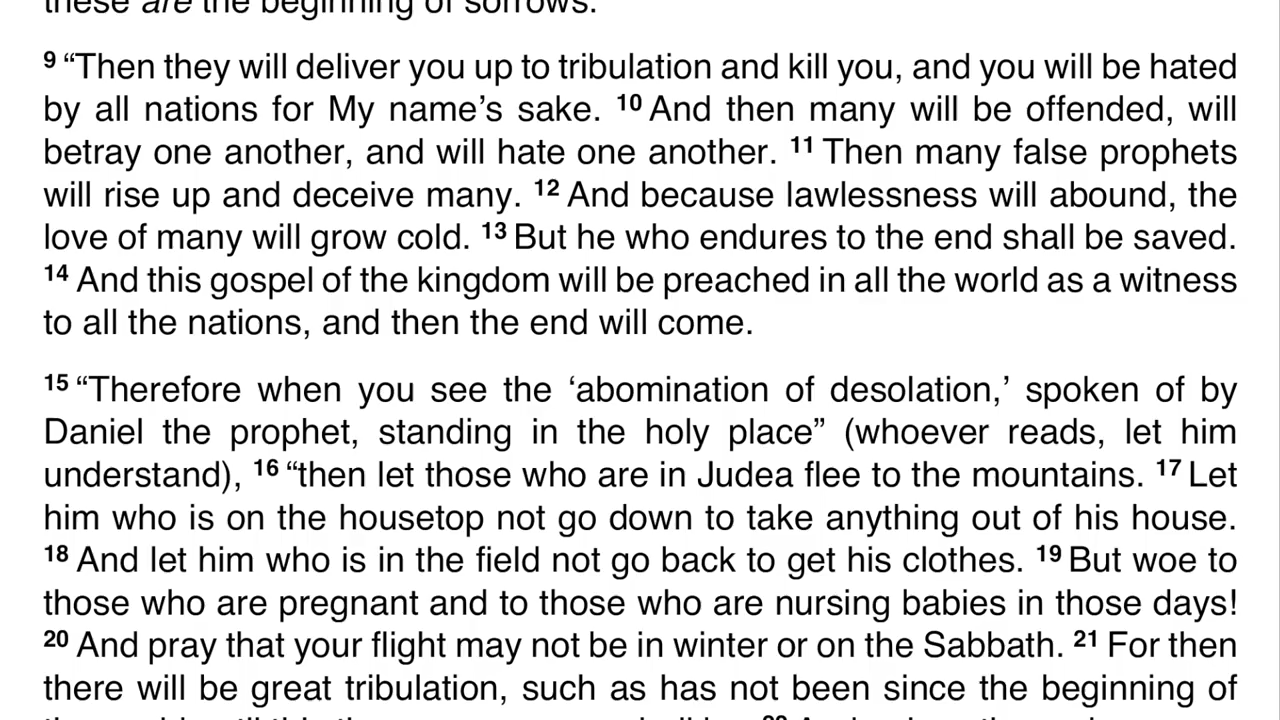 these are the beginning of sorrows.
9 “Then they will deliver you up to tribulation and kill you, and you will be hated
by all nations for My name’s sake. 10 And then many will be offended, will
betray one another, and will hate one another. 11 Then many false prophets
will rise up and deceive many. 12 And because lawlessness will abound, the
love of many will grow cold. 13 But he who endures to the end shall be saved.
14 And this gospel of the kingdom will be preached in all the world as a witness
to all the nations, and then the end will come.
15 “Therefore when you see the ‘abomination of desolation,’ spoken of by
Daniel the prophet, standing in the holy place” (whoever reads, let him
understand), 16 “then let those who are in Judea flee to the mountains. 17 Let
him who is on the housetop not go down to take anything out of his house.
18 And let him who is in the field not go back to get his clothes. 19 But woe to
those who are pregnant and to those who are nursing babies in those days!
20 And pray that your flight may not be in winter or on the Sabbath. 21 For then
there will be great tribulation, such as has not been since the beginning of